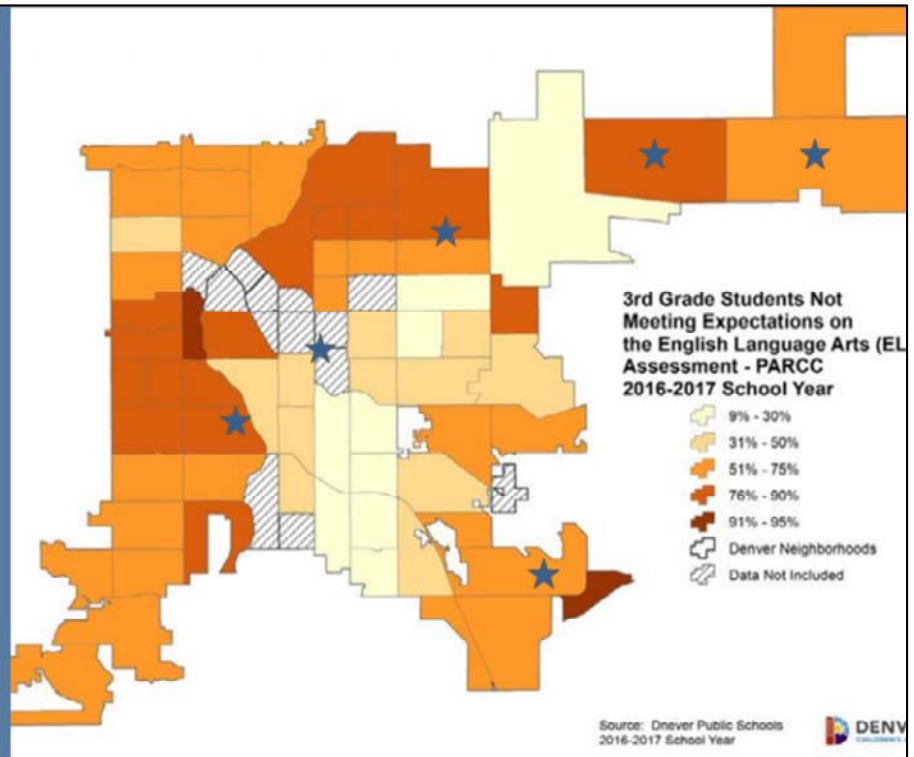 3rd Grade Students Not
Meeting Expectations on
the English Language Arts (EL
Assessment - PARCC
2016-2017 School Year
9% - 30%
31% - 50%
51% - 75%
76% - 90%
91% - 95%
Denver Neighborhoods
Data Not Included
Source: Dnever Public Schools
2016-2017 School Year
DENV